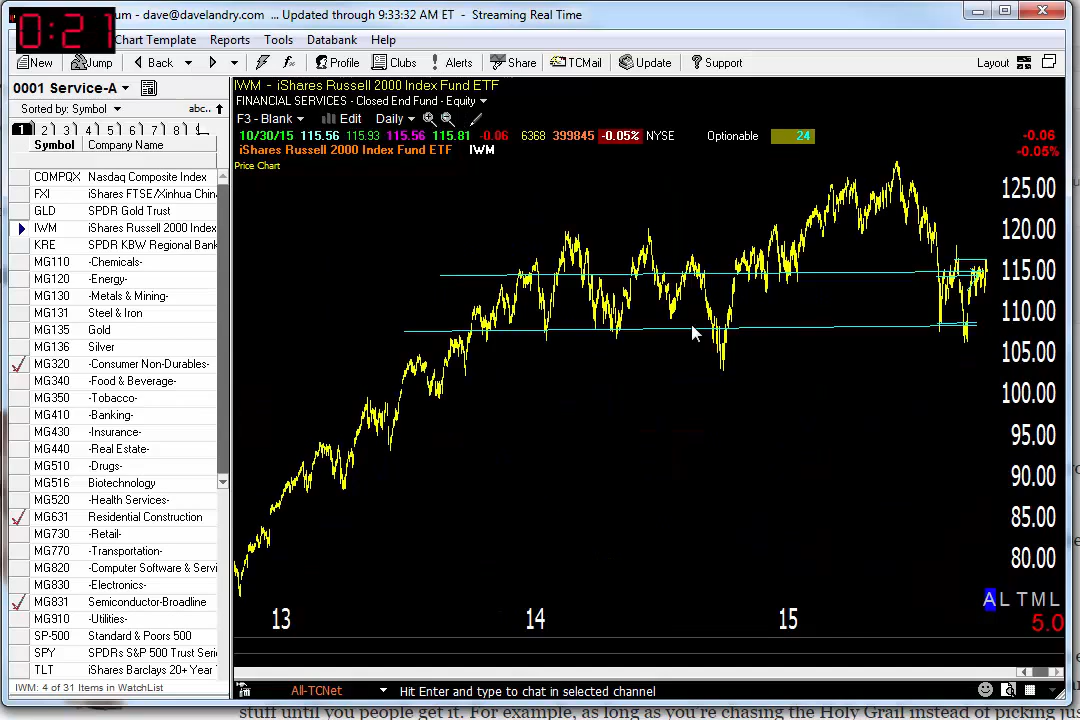 0:21
um - dave@davelandry.com ... Updated through 9:33:32 AM ET - Streaming Real Time
Chart Template Reports Tools Databank Help
New Jump Back Profile Clubs Alerts Share TCMail Update Support Layout
0001 Service-A
Sorted by: Symbol abc..
1 2 3 4 5 6 7 8
Symbol Company Name
COMPQX Nasdaq Composite Index
FXI iShares FTSE/Xinhua China
GLD SPDR Gold Trust
IWM iShares Russell 2000 Index
KRE SPDR KBW Regional Bank
MG110 -Chemicals-
MG120 -Energy-
MG130 -Metals & Mining-
MG131 Steel & Iron
MG135 Gold
MG136 Silver
MG320 -Consumer Non-Durables-
MG340 -Food & Beverage-
MG350 -Tobacco-
MG410 -Banking-
MG430 -Insurance-
MG440 -Real Estate-
MG510 -Drugs-
MG516 Biotechnology
MG520 -Health Services-
MG631 Residential Construction
MG730 -Retail-
MG770 -Transportation-
MG820 -Computer Software & Servi
MG830 -Electronics-
MG831 Semiconductor-Broadline
MG910 -Utilities-
SP-500 Standard & Poors 500
SPY SPDRs S&P 500 Trust Serie
TLT iShares Barclays 20+ Year
IWM: 4 of 31 Items in WatchList
IWM - iShares Russell 2000 Index Fund ETF
FINANCIAL SERVICES - Closed End Fund - Equity
F3 - Blank Edit Daily
10/30/15 115.56 115.93 115.56 115.81 -0.06 6368 399845 -0.05% NYSE Optionable 24
-0.06
-0.05%
iShares Russell 2000 Index Fund ETF IWM
Price Chart
125.00
120.00
115.00
110.00
105.00
100.00
95.00
90.00
85.00
80.00
A L T M L
13 14 15
5.0
All-TCNet Hit Enter and type to chat in selected channel
stuff until you people get it. For example, as long as you're chasing the Holy Grail instead of picking jus